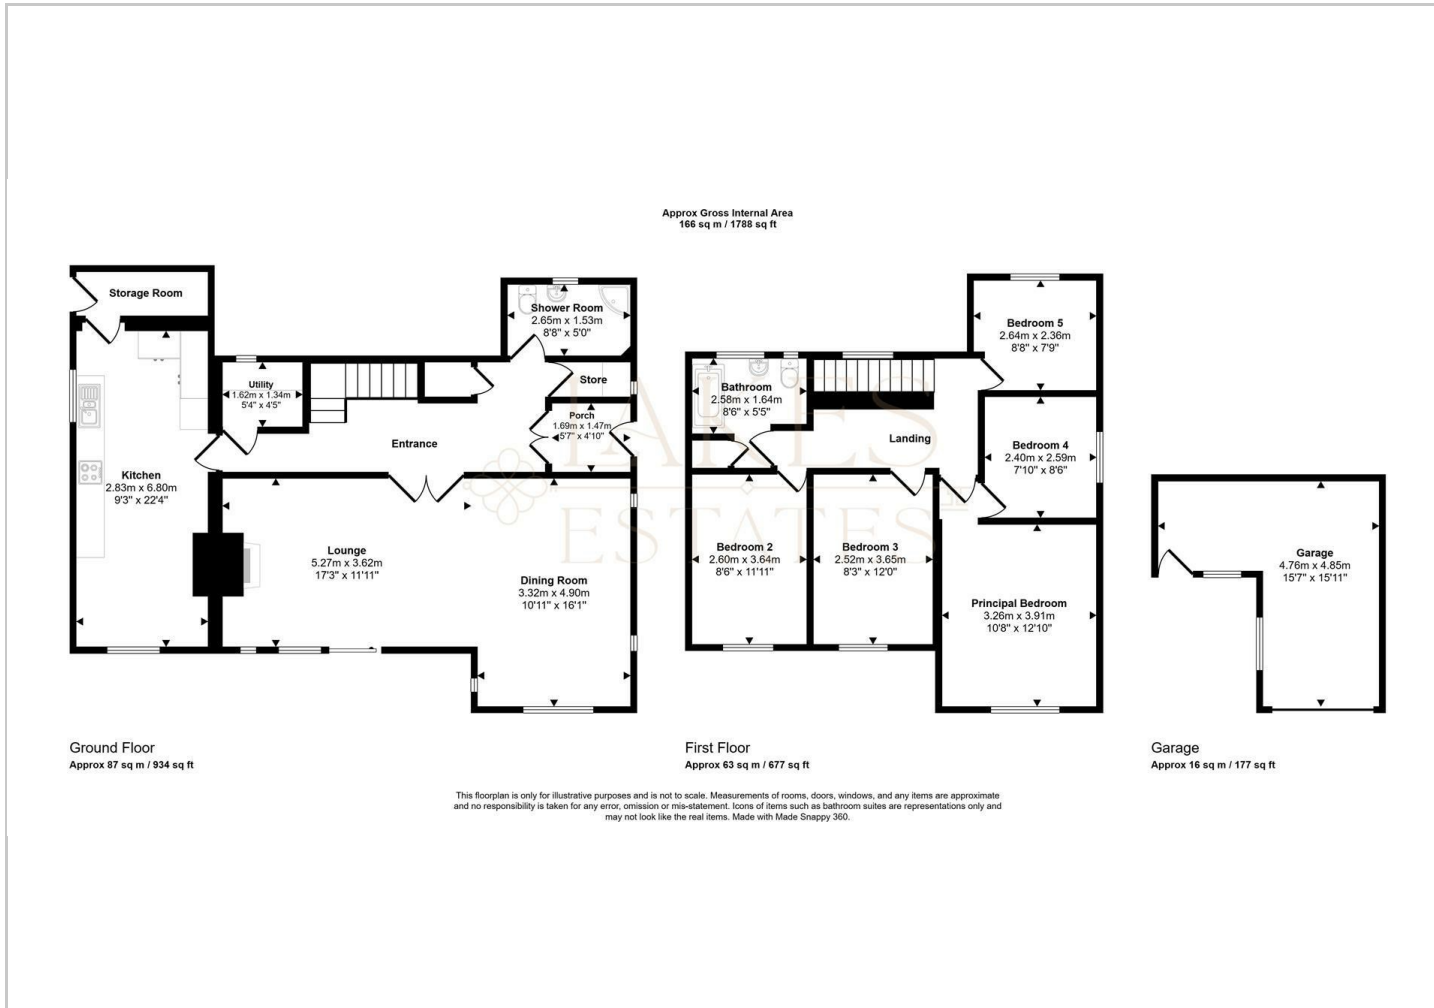 Approx Gross Internal Area
166 sq m / 1788 sq ft
Storage Room
Kitchen
2.83m x 6.80m
9'3" x 22'4"
Utility
1.62m x 1.34m
5'4" x 4'5"
Entrance
Shower Room
2.65m x 1.53m
8'8" x 5'0"
Store
Porch
1.69m x 1.47m
5'7" x 4'10"
Lounge
5.27m x 3.62m
17'3" x 11'11"
Dining Room
3.32m x 4.90m
10'11" x 16'1"
Ground Floor
Approx 87 sq m / 934 sq ft
Bathroom
2.58m x 1.64m
8'6" x 5'5"
Landing
Bedroom 5
2.64m x 2.36m
8'8" x 7'9"
Bedroom 4
2.40m x 2.59m
7'10" x 8'6"
Bedroom 2
2.60m x 3.64m
8'6" x 11'11"
Bedroom 3
2.52m x 3.65m
8'3" x 12'0"
Principal Bedroom
3.26m x 3.91m
10'8" x 12'10"
First Floor
Approx 63 sq m / 677 sq ft
Garage
4.76m x 4.85m
15'7" x 15'11"
Garage
Approx 16 sq m / 177 sq ft
ESTATES
This floorplan is only for illustrative purposes and is not to scale. Measurements of rooms, doors, windows, and any items are approximate
and no responsibility is taken for any error, omission or mis-statement. Icons of items such as bathroom suites are representations only and
may not look like the real items. Made with Made Snappy 360.